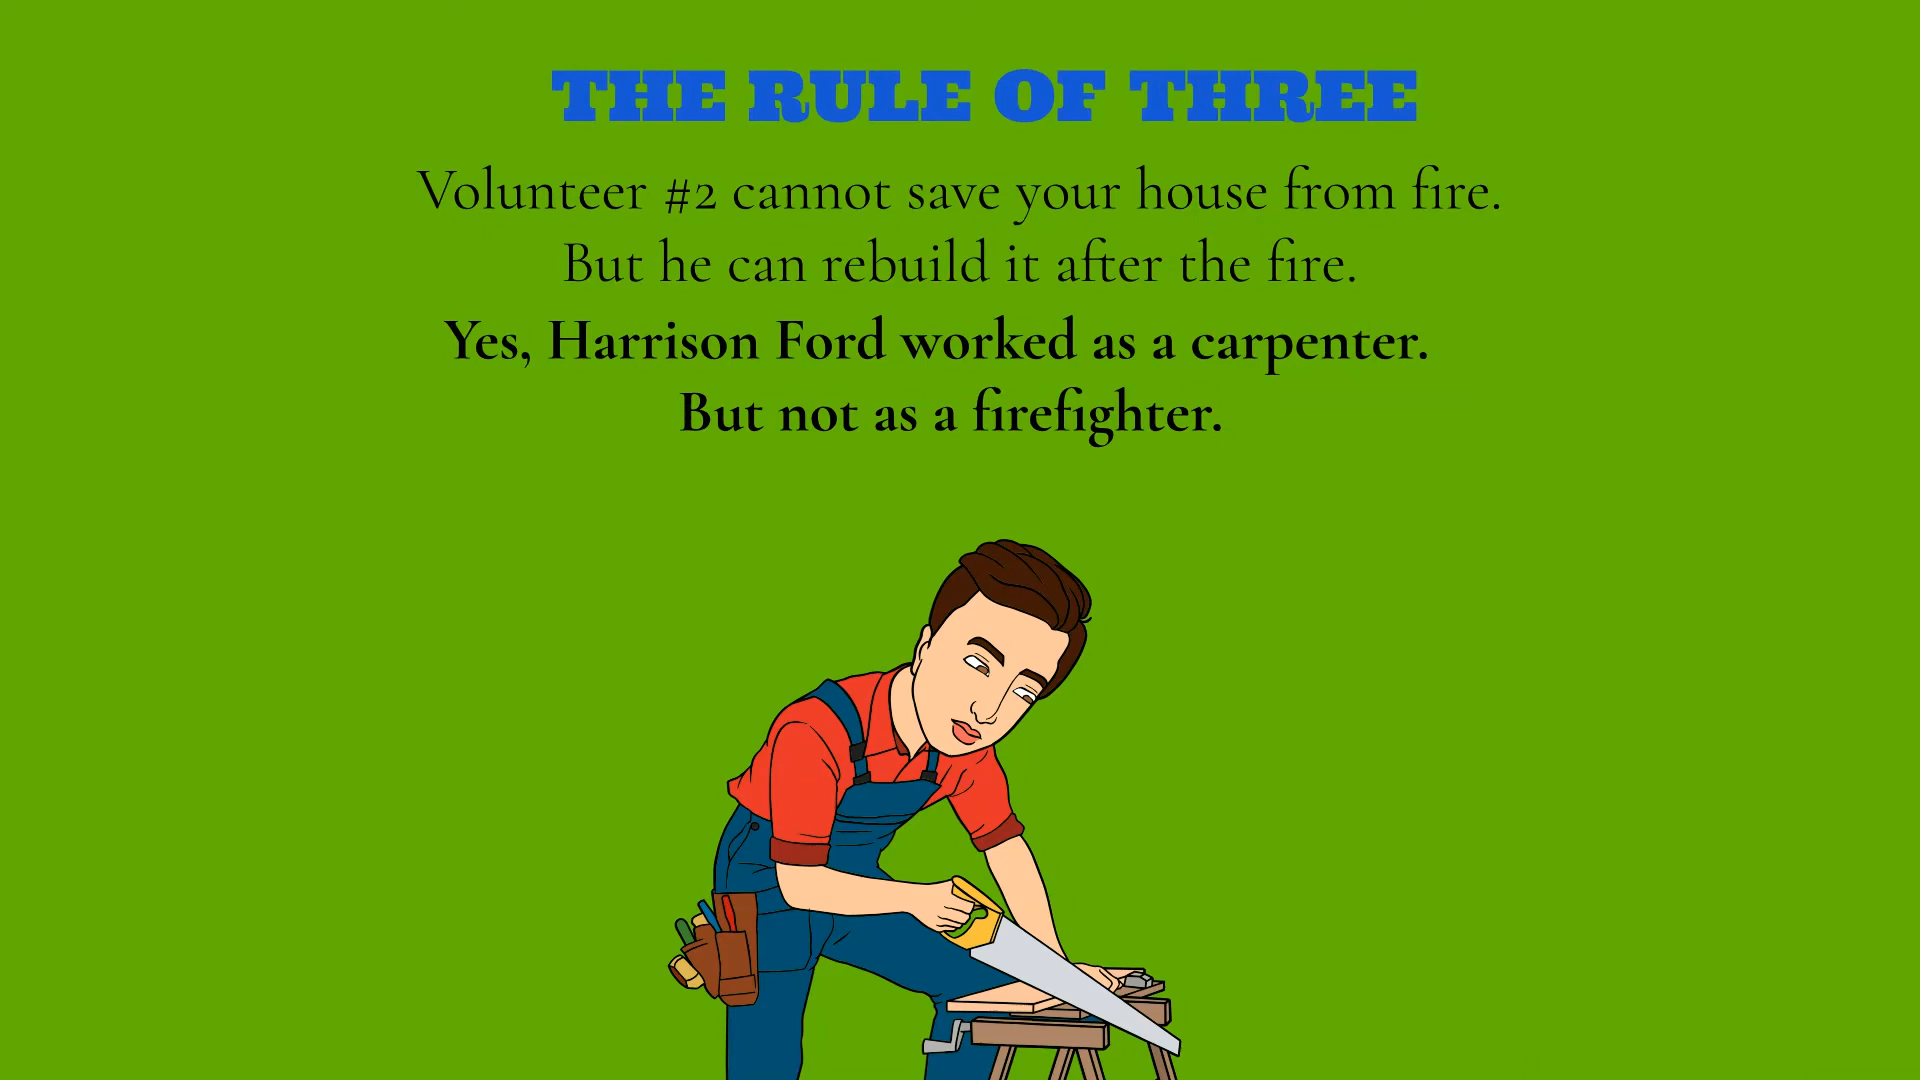 THE RULE OF THREE
Volunteer #2 cannot save your house from fire.
But he can rebuild it after the fire.
Yes, Harrison Ford worked as a carpenter.
But not as a firefighter.